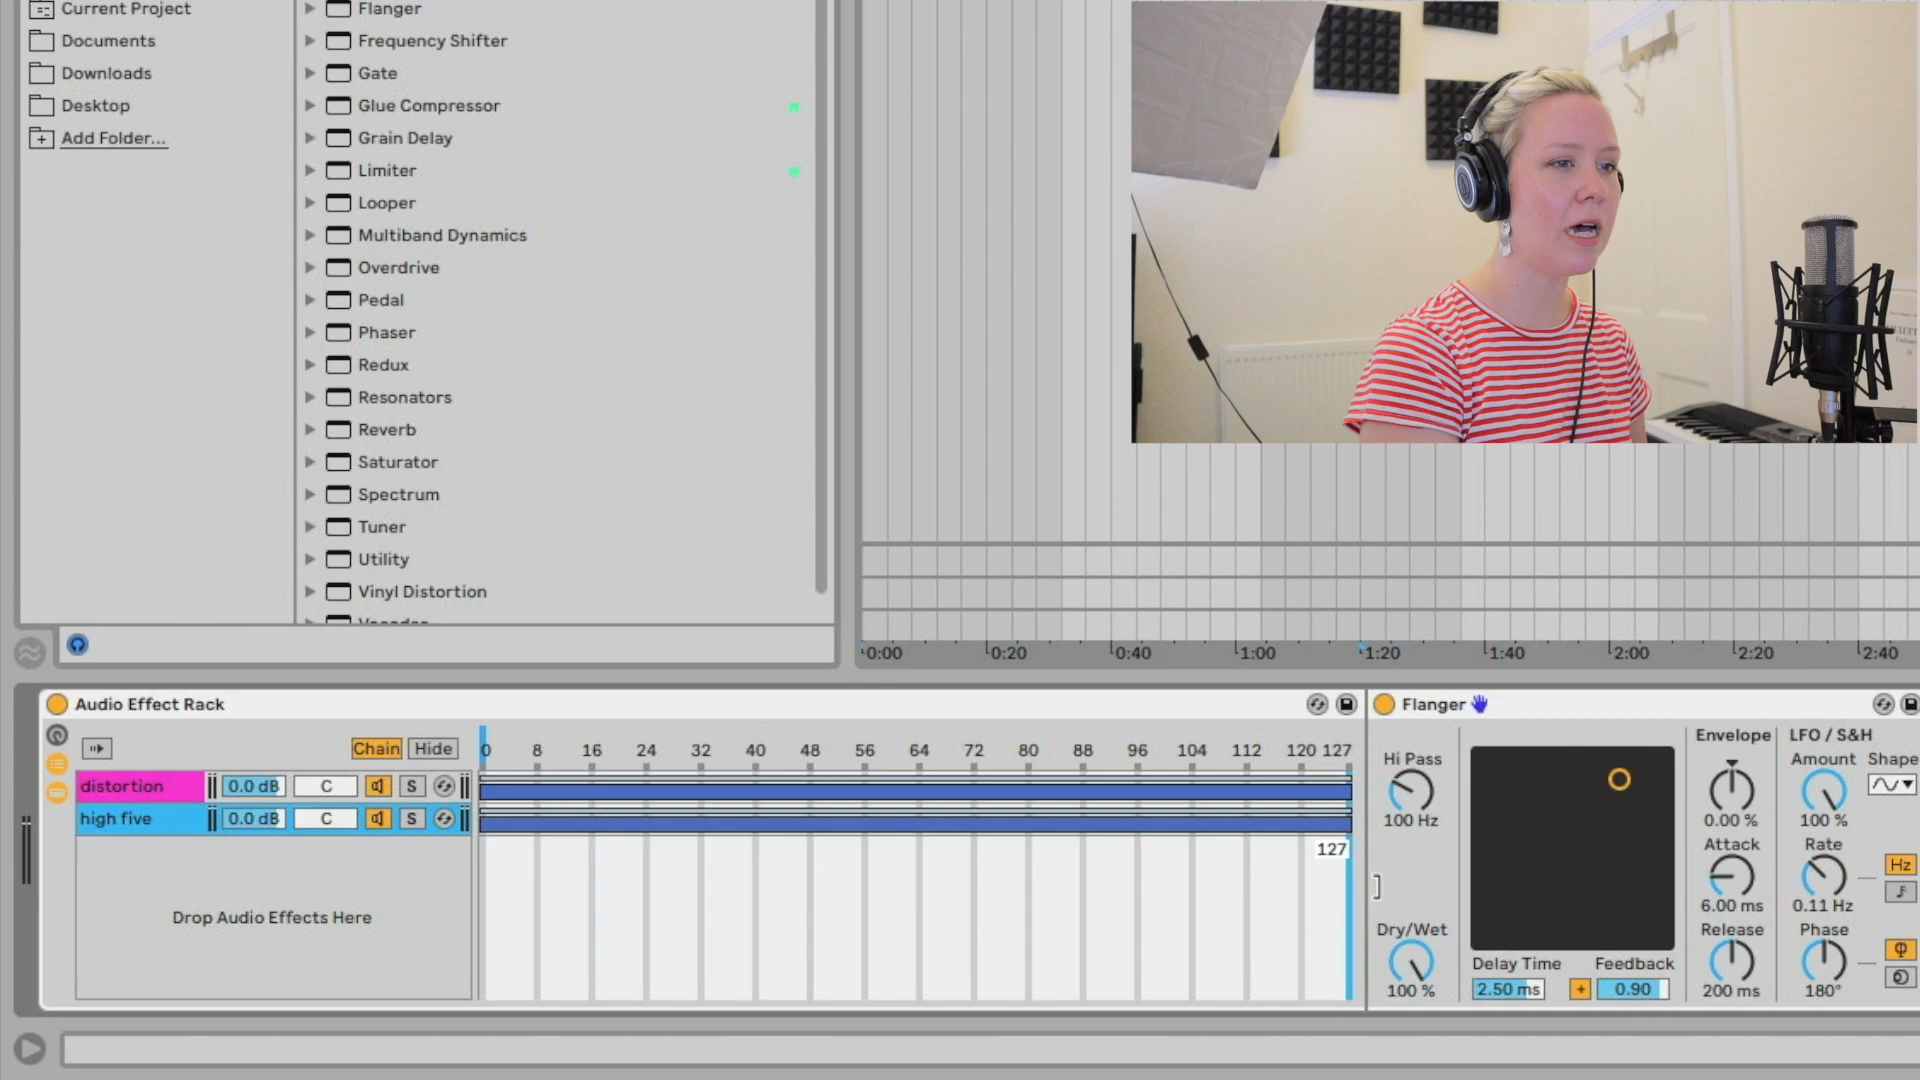 Current Project
Documents
Downloads
Desktop
Add Folder...
Flanger
Frequency Shifter
Gate
Glue Compressor
Grain Delay
Limiter
Looper
Multiband Dynamics
Overdrive
Pedal
Phaser
Redux
Resonators
Reverb
Saturator
Spectrum
Tuner
Utility
Vinyl Distortion
Vocoder
0:00 0:20 0:40 1:00 1:20 1:40 2:00 2:20 2:40
Audio Effect Rack
Chain Hide
0 8 16 24 32 40 48 56 64 72 80 88 96 104 112 120 127
distortion 0.0 dB C S
high five 0.0 dB C S
127
Drop Audio Effects Here
Flanger
Hi Pass
100 Hz
Dry/Wet
100 %
Delay Time Feedback
2.50 ms + 0.90
Envelope
0.00 %
Attack
6.00 ms
Release
200 ms
LFO / S&H
Amount Shape
100 %
Rate
Hz
0.11 Hz
Phase
180°